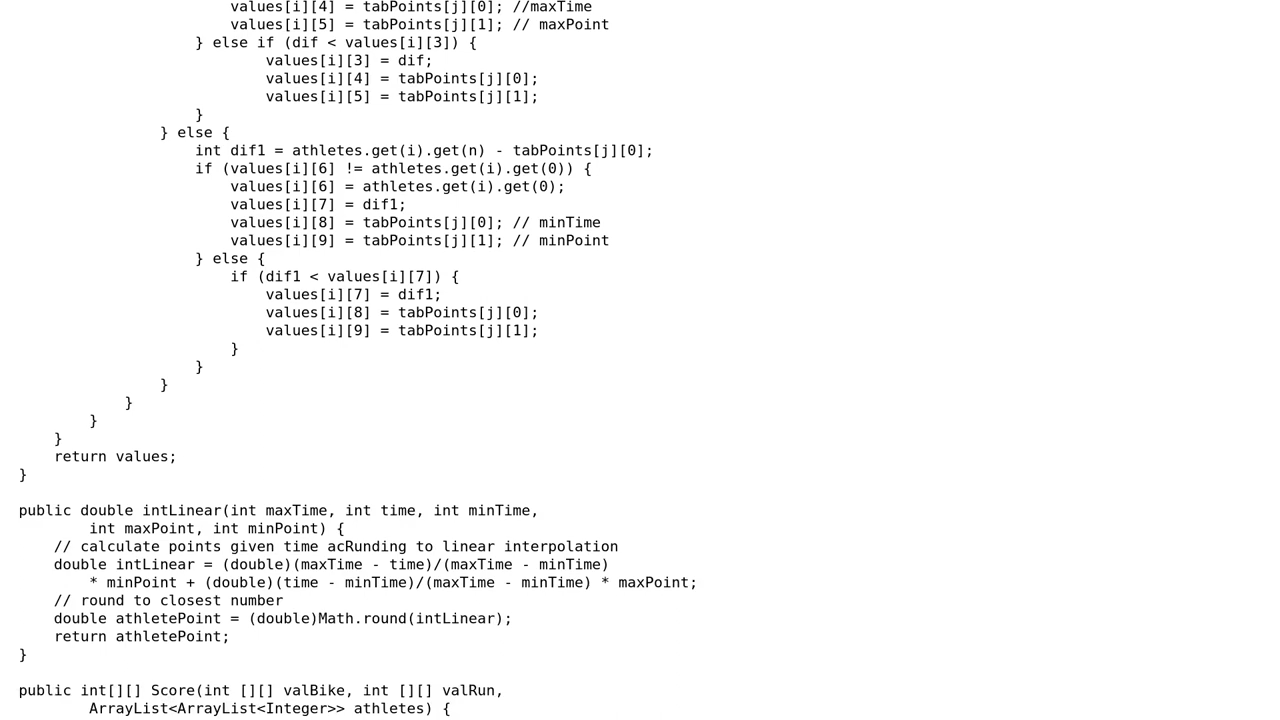 values[i][4] = tabPoints[j][0]; //maxTime
values[i][5] = tabPoints[j][1]; // maxPoint
} else if (dif < values[i][3]) {
values[i][3] = dif;
values[i][4] = tabPoints[j][0];
values[i][5] = tabPoints[j][1];
}
} else {
int dif1 = athletes.get(i).get(n) - tabPoints[j][0];
if (values[i][6] != athletes.get(i).get(0)) {
values[i][6] = athletes.get(i).get(0);
values[i][7] = dif1;
values[i][8] = tabPoints[j][0]; // minTime
values[i][9] = tabPoints[j][1]; // minPoint
} else {
if (dif1 < values[i][7]) {
values[i][7] = dif1;
values[i][8] = tabPoints[j][0];
values[i][9] = tabPoints[j][1];
}
}
}
}
}
}
return values;
}
public double intLinear(int maxTime, int time, int minTime,
int maxPoint, int minPoint) {
// calculate points given time acRunding to linear interpolation
double intLinear = (double)(maxTime - time)/(maxTime - minTime)
* minPoint + (double)(time - minTime)/(maxTime - minTime) * maxPoint;
// round to closest number
double athletePoint = (double)Math.round(intLinear);
return athletePoint;
}
public int[][] Score(int [][] valBike, int [][] valRun,
ArrayList<ArrayList<Integer>> athletes) {